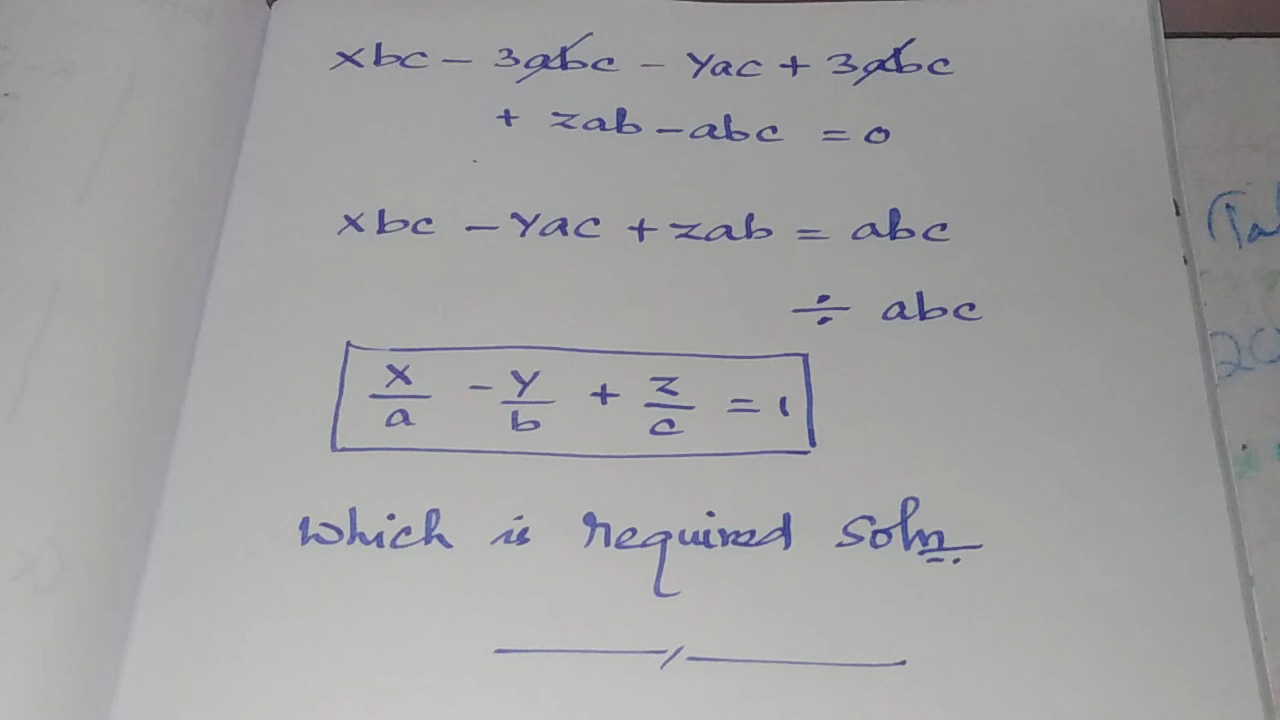 xbc - 3abc - yac + 3abc
+ zab - abc = 0
xbc - yac + zab = abc
÷ abc
x/a - y/b + z/c = 1
which is required soln.